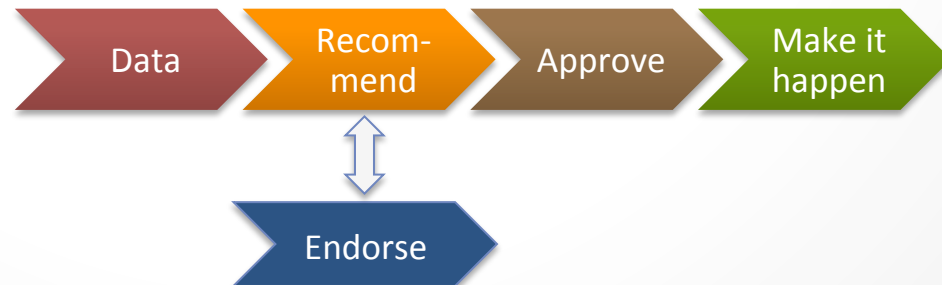 Data
Recom-
mend
Approve
Make it
happen
Endorse